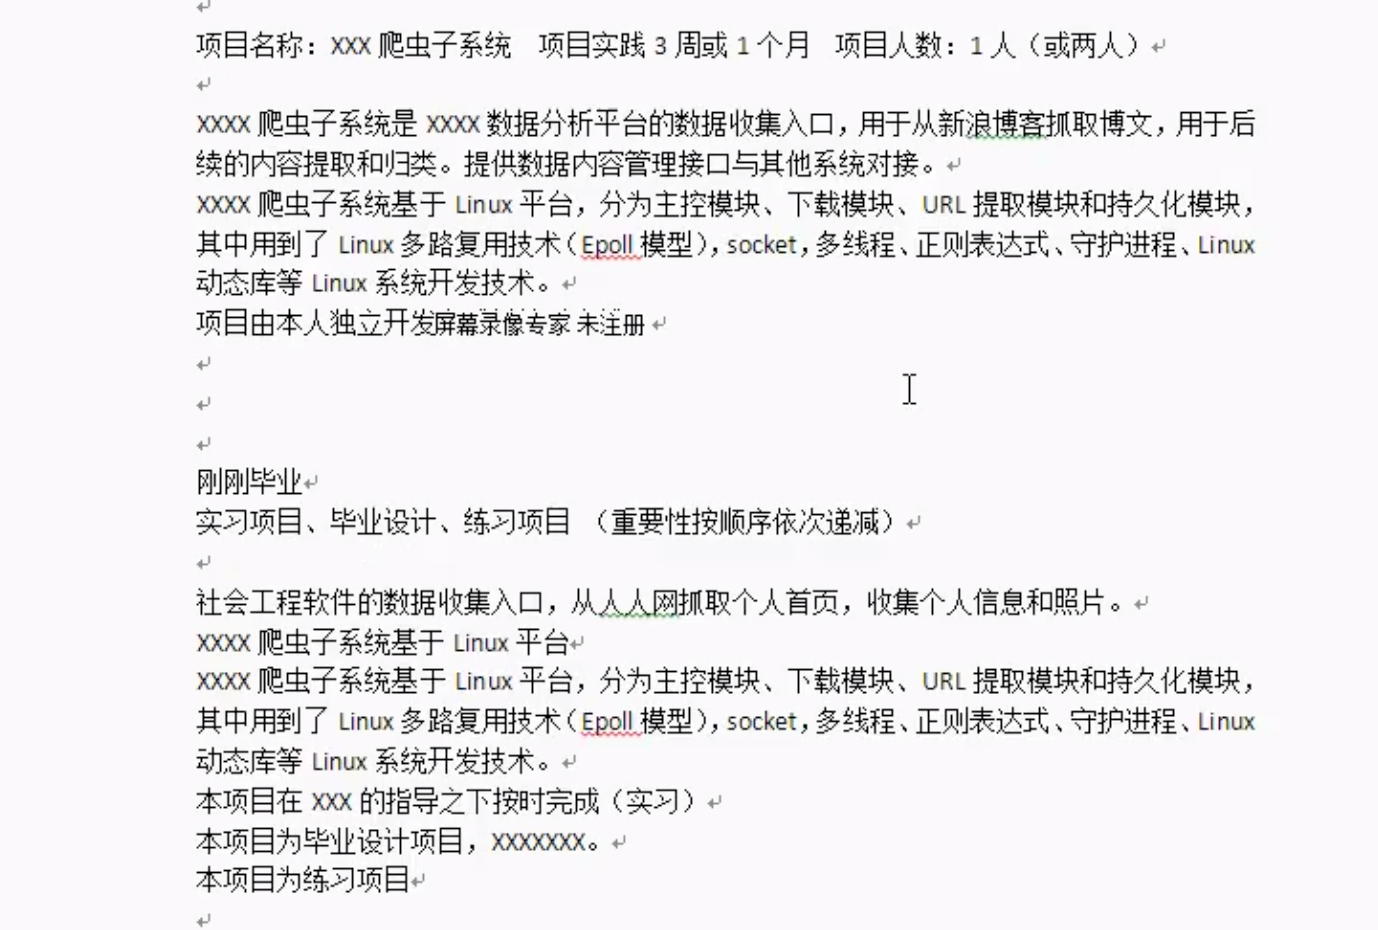 项目名称：XXX 爬虫子系统 项目实践 3 周或 1 个月 项目人数：1 人（或两人）
XXXX 爬虫子系统是 XXXX 数据分析平台的数据收集入口，用于从新浪博客抓取博文，用于后
续的内容提取和归类。提供数据内容管理接口与其他系统对接。
XXXX 爬虫子系统基于 Linux 平台，分为主控模块、下载模块、URL 提取模块和持久化模块，
其中用到了 Linux 多路复用技术（Epoll 模型），socket，多线程、正则表达式、守护进程、Linux
动态库等 Linux 系统开发技术。
项目由本人独立开发屏幕录像专家 未注册
刚刚毕业
实习项目、毕业设计、练习项目 （重要性按顺序依次递减）
社会工程软件的数据收集入口，从人人网抓取个人首页，收集个人信息和照片。
XXXX 爬虫子系统基于 Linux 平台
XXXX 爬虫子系统基于 Linux 平台，分为主控模块、下载模块、URL 提取模块和持久化模块，
其中用到了 Linux 多路复用技术（Epoll 模型），socket，多线程、正则表达式、守护进程、Linux
动态库等 Linux 系统开发技术。
本项目在 XXX 的指导之下按时完成（实习）
本项目为毕业设计项目，XXXXXXX。
本项目为练习项目